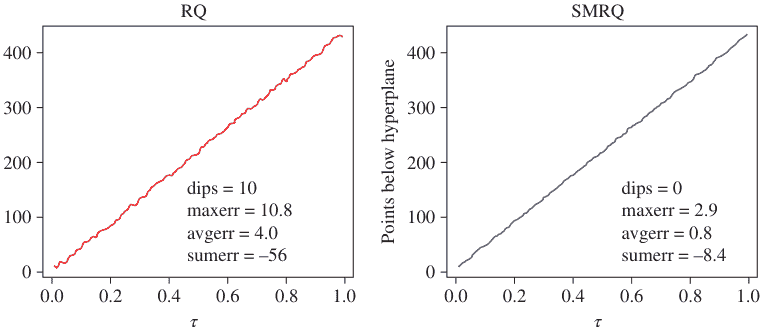 RQ
400
300
200
100
0
dips = 10
maxerr = 10.8
avgerr = 4.0
sumerr = –56
0.0 0.2 0.4 0.6 0.8 1.0
τ
SMRQ
Points below hyperplane
400
300
200
100
0
dips = 0
maxerr = 2.9
avgerr = 0.8
sumerr = –8.4
0.0 0.2 0.4 0.6 0.8 1.0
τ